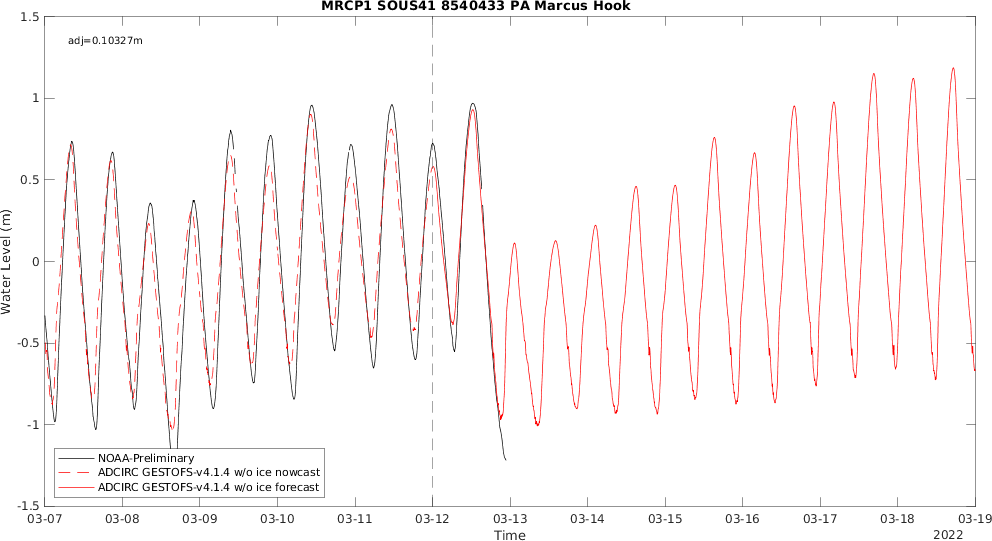 MRCP1 SOUS41 8540433 PA Marcus Hook
adj=0.10327m
1.5
1
0.5
0
-0.5
-1
-1.5
Water Level (m)
NOAA-Preliminary
ADCIRC GESTOFS-v4.1.4 w/o ice nowcast
ADCIRC GESTOFS-v4.1.4 w/o ice forecast
03-07 03-08 03-09 03-10 03-11 03-12 03-13 03-14 03-15 03-16 03-17 03-18 03-19
Time
2022